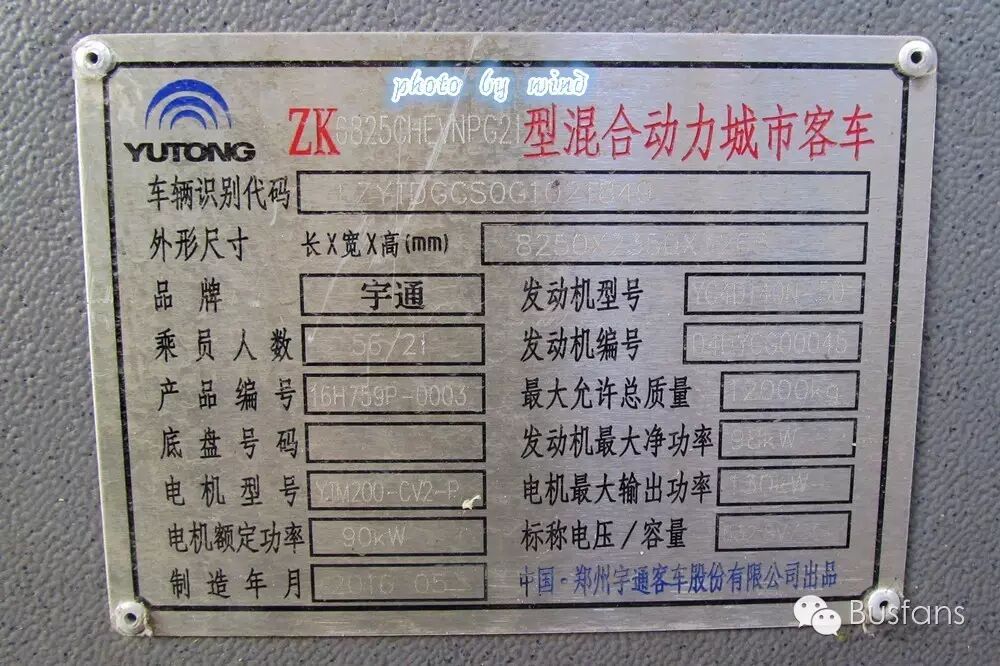 photo by wind
YUTONG
ZK6825CHEVNPG21型混合动力城市客车
车辆识别代码
外形尺寸 长X宽X高(mm)
品牌 宇通 发动机型号
乘员人数 56/21 发动机编号
产品编号 16H759P-0003 最大允许总质量 12000kg
底盘号码 发动机最大净功率 98kW
电机型号 电机最大输出功率 130kW
电机额定功率 90kW 标称电压/容量
制造年月 2016.05 中国·郑州宇通客车股份有限公司出品
Busfans